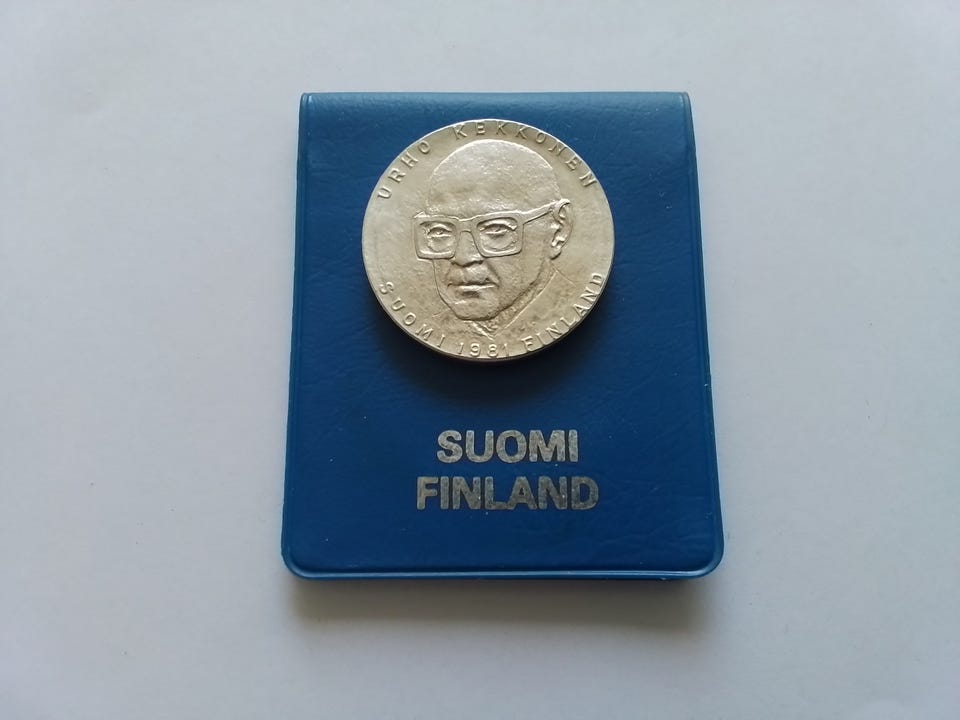 URHO KEKKONEN
SUOMI 1981 FINLAND
SUOMI
FINLAND